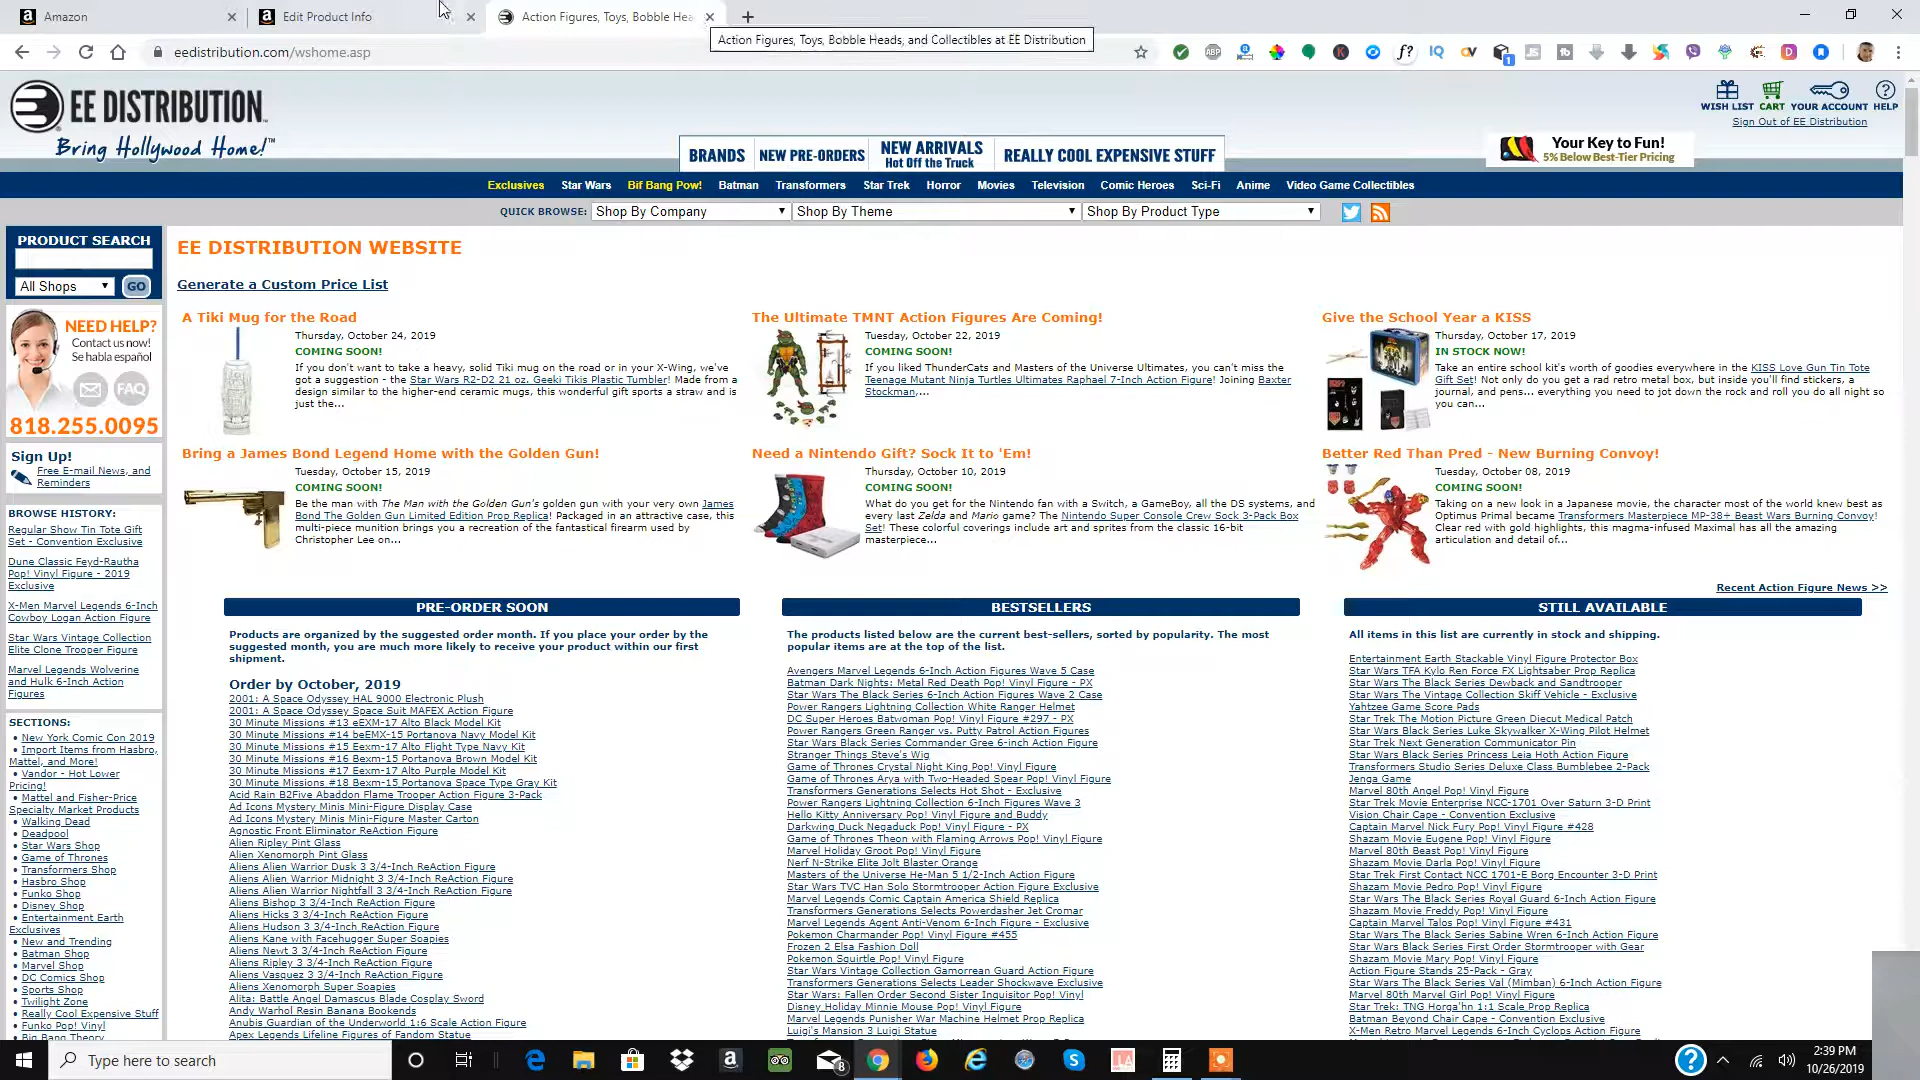 Amazon
Edit Product Info
Action Figures, Toys, Bobble Hea
Action Figures, Toys, Bobble Heads, and Collectibles at EE Distribution
eedistribution.com/wshome.asp
EE DISTRIBUTION
Bring Hollywood Home!
WISH LIST CART YOUR ACCOUNT HELP
Sign Out of EE Distribution
BRANDS
NEW PRE-ORDERS
NEW ARRIVALS
Hot Off the Truck
REALLY COOL EXPENSIVE STUFF
Your Key to Fun!
5% Below Best-Tier Pricing
Exclusives Star Wars Bif Bang Pow! Batman Transformers Star Trek Horror Movies Television Comic Heroes Sci-Fi Anime Video Game Collectibles
QUICK BROWSE: Shop By Company Shop By Theme Shop By Product Type
PRODUCT SEARCH
All Shops GO
NEED HELP?
Contact us now!
Se habla español
FAQ
818.255.0095
Sign Up!
Free E-mail News, and
Reminders
BROWSE HISTORY:
Regular Show Tin Tote Gift
Set - Convention Exclusive
Dune Classic Feyd-Rautha
Pop! Vinyl Figure - 2019
Exclusive
X-Men Marvel Legends 6-Inch
Cowboy Logan Action Figure
Star Wars Vintage Collection
Elite Clone Trooper Figure
Marvel Legends Wolverine
and Hulk 6-Inch Action
Figures
SECTIONS:
• New York Comic Con 2019
• Import Items from Hasbro,
Mattel, and More!
• Vandor - Hot Lower
Pricing!
• Mattel and Fisher-Price
Specialty Market Products
• Walking Dead
• Deadpool
• Star Wars Shop
• Game of Thrones
• Transformers Shop
• Hasbro Shop
• Funko Shop
• Disney Shop
• Entertainment Earth
Exclusives
• New and Trending
• Batman Shop
• Marvel Shop
• DC Comics Shop
• Sports Shop
• Twilight Zone
• Really Cool Expensive Stuff
• Funko Pop! Vinyl
• Big Bang Theory
EE DISTRIBUTION WEBSITE
Generate a Custom Price List
A Tiki Mug for the Road
Thursday, October 24, 2019
COMING SOON!
If you don't want to take a heavy, solid Tiki mug on the road or in your X-Wing, we've
got a suggestion - the Star Wars R2-D2 21 oz. Geeki Tikis Plastic Tumbler! Made from a
design similar to the higher-end ceramic mugs, this wonderful gift sports a straw and is
just the...
The Ultimate TMNT Action Figures Are Coming!
Tuesday, October 22, 2019
COMING SOON!
If you liked ThunderCats and Masters of the Universe Ultimates, you can't miss the
Teenage Mutant Ninja Turtles Ultimates Raphael 7-Inch Action Figure! Joining Baxter
Stockman,...
Give the School Year a KISS
Thursday, October 17, 2019
IN STOCK NOW!
Take an entire school kit's worth of goodies everywhere in the KISS Love Gun Tin Tote
Gift Set! Not only do you get a rad retro metal box, but inside you'll find stickers, a
journal, and pens... everything you need to jot down the rock and roll you do all night so
you can...
Bring a James Bond Legend Home with the Golden Gun!
Tuesday, October 15, 2019
COMING SOON!
Be the man with The Man with the Golden Gun's golden gun with your very own James
Bond The Golden Gun Limited Edition Prop Replica! Packaged in an attractive case, this
multi-piece munition brings you a recreation of the fantastical firearm used by
Christopher Lee on...
Need a Nintendo Gift? Sock It to 'Em!
Thursday, October 10, 2019
COMING SOON!
What do you get for the Nintendo fan with a Switch, a GameBoy, all the DS systems, and
every last Zelda and Mario game? The Nintendo Super Console Crew Sock 3-Pack Box
Set! These colorful coverings include art and sprites from the classic 16-bit
masterpiece...
Better Red Than Pred - New Burning Convoy!
Tuesday, October 08, 2019
COMING SOON!
Taking on a new look in a Japanese movie, the character most of the world knew best as
Optimus Primal became Transformers Masterpiece MP-38+ Beast Wars Burning Convoy!
Clear red with gold highlights, this magma-infused Maximal has all the amazing
articulation and detail of...
Recent Action Figure News >>
PRE-ORDER SOON
Products are organized by the suggested order month. If you place your order by the
suggested month, you are much more likely to receive your product within our first
shipment.
Order by October, 2019
2001: A Space Odyssey HAL 9000 Electronic Plush
2001: A Space Odyssey Space Suit MAFEX Action Figure
30 Minute Missions #13 eEXM-17 Alto Black Model Kit
30 Minute Missions #14 beEMX-15 Portanova Navy Model Kit
30 Minute Missions #15 Eexm-17 Alto Flight Type Navy Kit
30 Minute Missions #16 Bexm-15 Portanova Brown Model Kit
30 Minute Missions #17 Eexm-17 Alto Purple Model Kit
30 Minute Missions #18 Bexm-15 Portanova Space Type Gray Kit
Acid Rain B2Five Abaddon Flame Trooper Action Figure 3-Pack
Ad Icons Mystery Minis Mini-Figure Display Case
Ad Icons Mystery Minis Mini-Figure Master Carton
Agnostic Front Eliminator ReAction Figure
Alien Ripley Pint Glass
Alien Xenomorph Pint Glass
Aliens Alien Warrior Dusk 3 3/4-Inch ReAction Figure
Aliens Alien Warrior Midnight 3 3/4-Inch ReAction Figure
Aliens Alien Warrior Nightfall 3 3/4-Inch ReAction Figure
Aliens Bishop 3 3/4-Inch ReAction Figure
Aliens Hicks 3 3/4-Inch ReAction Figure
Aliens Hudson 3 3/4-Inch ReAction Figure
Aliens Kane with Facehugger Super Soapies
Aliens Newt 3 3/4-Inch ReAction Figure
Aliens Ripley 3 3/4-Inch ReAction Figure
Aliens Vasquez 3 3/4-Inch ReAction Figure
Aliens Xenomorph Super Soapies
Alita: Battle Angel Damascus Blade Cosplay Sword
Andy Warhol Resin Banana Bookends
Anubis Guardian of the Underworld 1:6 Scale Action Figure
Apex Legends Lifeline Figures of Fandom Statue
BESTSELLERS
The products listed below are the current best-sellers, sorted by popularity. The most
popular items are at the top of the list.
Avengers Marvel Legends 6-Inch Action Figures Wave 5 Case
Batman Dark Nights: Metal Red Death Pop! Vinyl Figure - PX
Star Wars The Black Series 6-Inch Action Figures Wave 2 Case
Power Rangers Lightning Collection White Ranger Helmet
DC Super Heroes Batwoman Pop! Vinyl Figure #297 - PX
Power Rangers Green Ranger vs. Putty Patrol Action Figures
Star Wars Black Series Commander Gree 6-inch Action Figure
Stranger Things Steve's Wig
Game of Thrones Crystal Night King Pop! Vinyl Figure
Game of Thrones Arya with Two-Headed Spear Pop! Vinyl Figure
Transformers Generations Selects Hot Shot - Exclusive
Power Rangers Lightning Collection 6-Inch Figures Wave 3
Hello Kitty Anniversary Pop! Vinyl Figure and Buddy
Darkwing Duck Negaduck Pop! Vinyl Figure - PX
Game of Thrones Theon with Flaming Arrows Pop! Vinyl Figure
Marvel Holiday Groot Pop! Vinyl Figure
Nerf N-Strike Elite Jolt Blaster Orange
Masters of the Universe He-Man 5 1/2-Inch Action Figure
Star Wars TVC Han Solo Stormtrooper Action Figure Exclusive
Marvel Legends Comic Captain America Shield Replica
Transformers Generations Selects Powerdasher Jet Cromar
Marvel Legends Agent Anti-Venom 6-Inch Figure - Exclusive
Pokemon Charmander Pop! Vinyl Figure #455
Frozen 2 Elsa Fashion Doll
Pokemon Squirtle Pop! Vinyl Figure
Star Wars Vintage Collection Gamorrean Guard Action Figure
Transformers Generations Selects Leader Shockwave Exclusive
Star Wars: Fallen Order Second Sister Inquisitor Pop! Vinyl
Disney Holiday Minnie Mouse Pop! Vinyl Figure
Marvel Legends Punisher War Machine Helmet Prop Replica
Luigi's Mansion 3 Luigi Statue
STILL AVAILABLE
All items in this list are currently in stock and shipping.
Entertainment Earth Stackable Vinyl Figure Protector Box
Star Wars TFA Kylo Ren Force FX Lightsaber Prop Replica
Star Wars The Black Series Dewback and Sandtrooper
Star Wars The Vintage Collection Skiff Vehicle - Exclusive
Yahtzee Game Score Pads
Star Trek The Motion Picture Green Diecut Medical Patch
Star Wars Black Series Luke Skywalker X-Wing Pilot Helmet
Star Trek Next Generation Communicator Pin
Star Wars Black Series Princess Leia Hoth Action Figure
Transformers Studio Series Deluxe Class Bumblebee 2-Pack
Jenga Game
Marvel 80th Angel Pop! Vinyl Figure
Star Trek Movie Enterprise NCC-1701 Over Saturn 3-D Print
Vision Chair Cape - Convention Exclusive
Captain Marvel Nick Fury Pop! Vinyl Figure #428
Shazam Movie Eugene Pop! Vinyl Figure
Marvel 80th Beast Pop! Vinyl Figure
Shazam Movie Darla Pop! Vinyl Figure
Star Trek First Contact NCC 1701-E Borg Encounter 3-D Print
Shazam Movie Pedro Pop! Vinyl Figure
Star Wars The Black Series Royal Guard 6-Inch Action Figure
Shazam Movie Freddy Pop! Vinyl Figure
Captain Marvel Talos Pop! Vinyl Figure #431
Star Wars The Black Series Sabine Wren 6-Inch Action Figure
Star Wars Black Series First Order Stormtrooper with Gear
Shazam Movie Mary Pop! Vinyl Figure
Action Figure Stands 25-Pack - Gray
Star Wars The Black Series Val (Mimban) 6-Inch Action Figure
Marvel 80th Marvel Girl Pop! Vinyl Figure
Star Trek: TNG Horga'hn 1:1 Scale Prop Replica
Batman Beyond Chair Cape - Convention Exclusive
X-Men Retro Marvel Legends 6-Inch Cyclops Action Figure
Type here to search
8
2:39 PM
10/26/2019